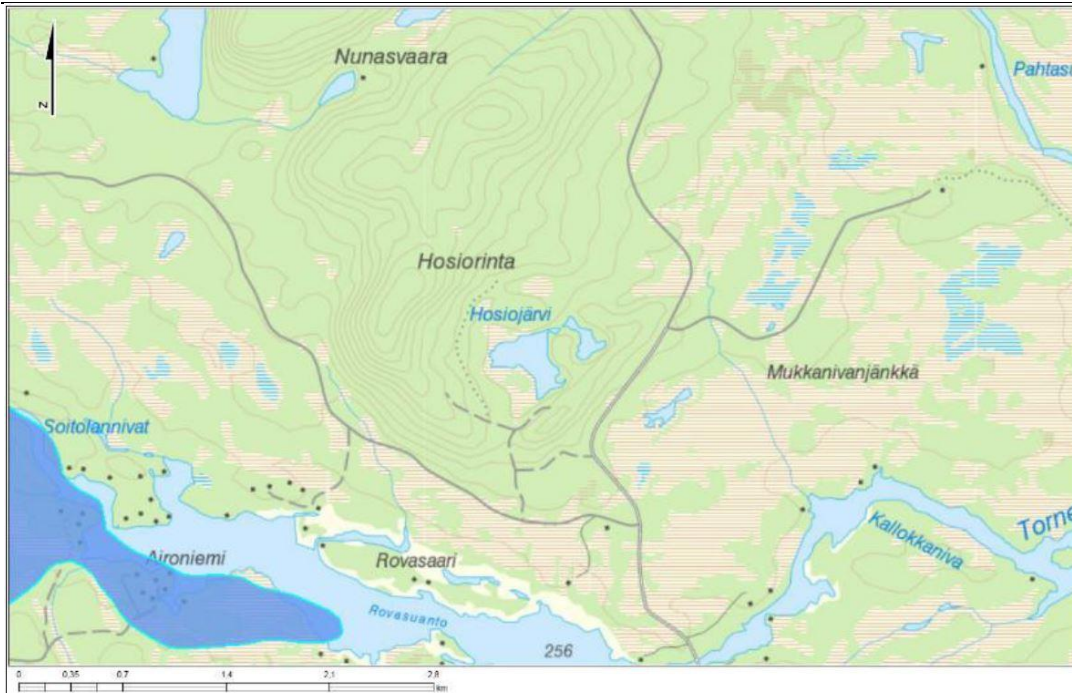 Nunasvaara
Pahtasu
N
Hosiorinta
Hosiojärvi
Mukkanivanjänkkä
Soitolannivat
Kallokkaniva
Torne
Aironiemi
Rovasaari
Rovasuanto
256
0 0,35 0,7 1,4 2,1 2,8
km